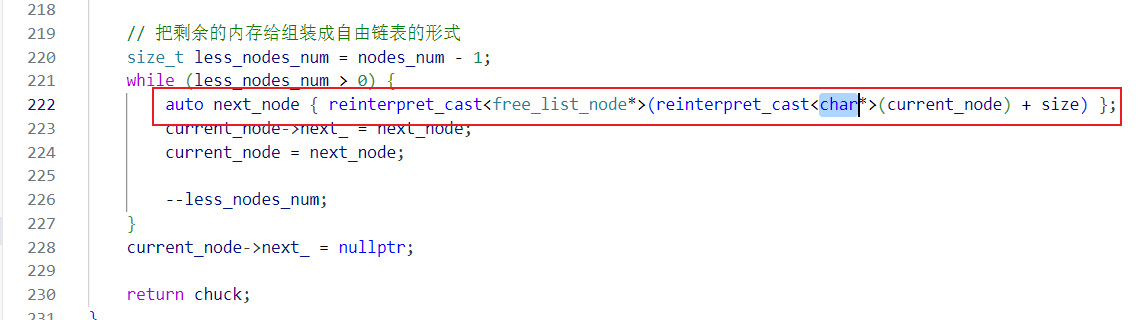 218
219 // 把剩余的内存给组装成自由链表的形式
220 size_t less_nodes_num = nodes_num - 1;
221 while (less_nodes_num > 0) {
222 auto next_node { reinterpret_cast<free_list_node*>(reinterpret_cast<char*>(current_node) + size) };
223 current_node->next_ = next_node;
224 current_node = next_node;
225
226 --less_nodes_num;
227 }
228 current_node->next_ = nullptr;
229
230 return chuck;
231 }